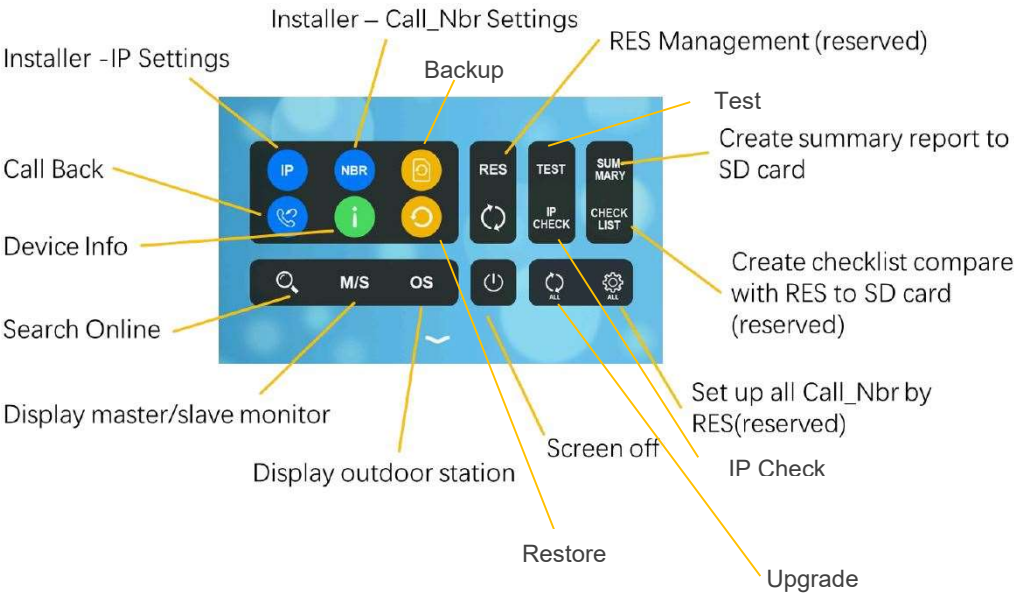 Installer – Call_Nbr Settings
RES Management (reserved)
Installer -IP Settings
Backup
Test
Create summary report to
SD card
Call Back
IP
NBR
RES
TEST
SUM
MARY
IP
CHECK
CHECK
LIST
Device Info
Create checklist compare
with RES to SD card
(reserved)
M/S
OS
ALL
ALL
Search Online
Set up all Call_Nbr by
RES(reserved)
Display master/slave monitor
Screen off
IP Check
Display outdoor station
Restore
Upgrade